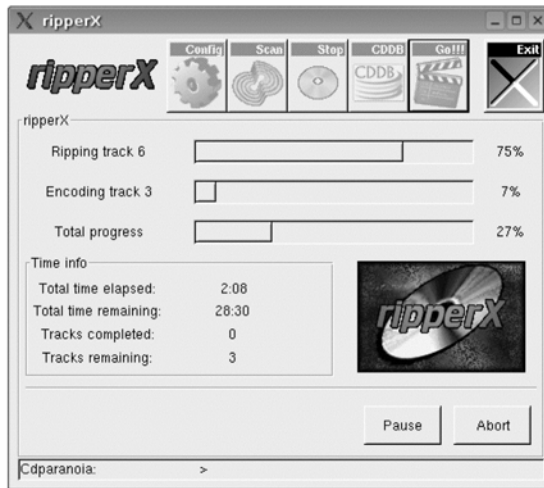 ripperX
ripperX
Config
Scan
Stop
CDDB
CDDB
Go!!!
Exit
ripperX
Ripping track 6 75%
Encoding track 3 7%
Total progress 27%
Time info
Total time elapsed: 2:08
Total time remaining: 28:30
Tracks completed: 0
Tracks remaining: 3
ripperX
Pause Abort
Cdparanoia: >